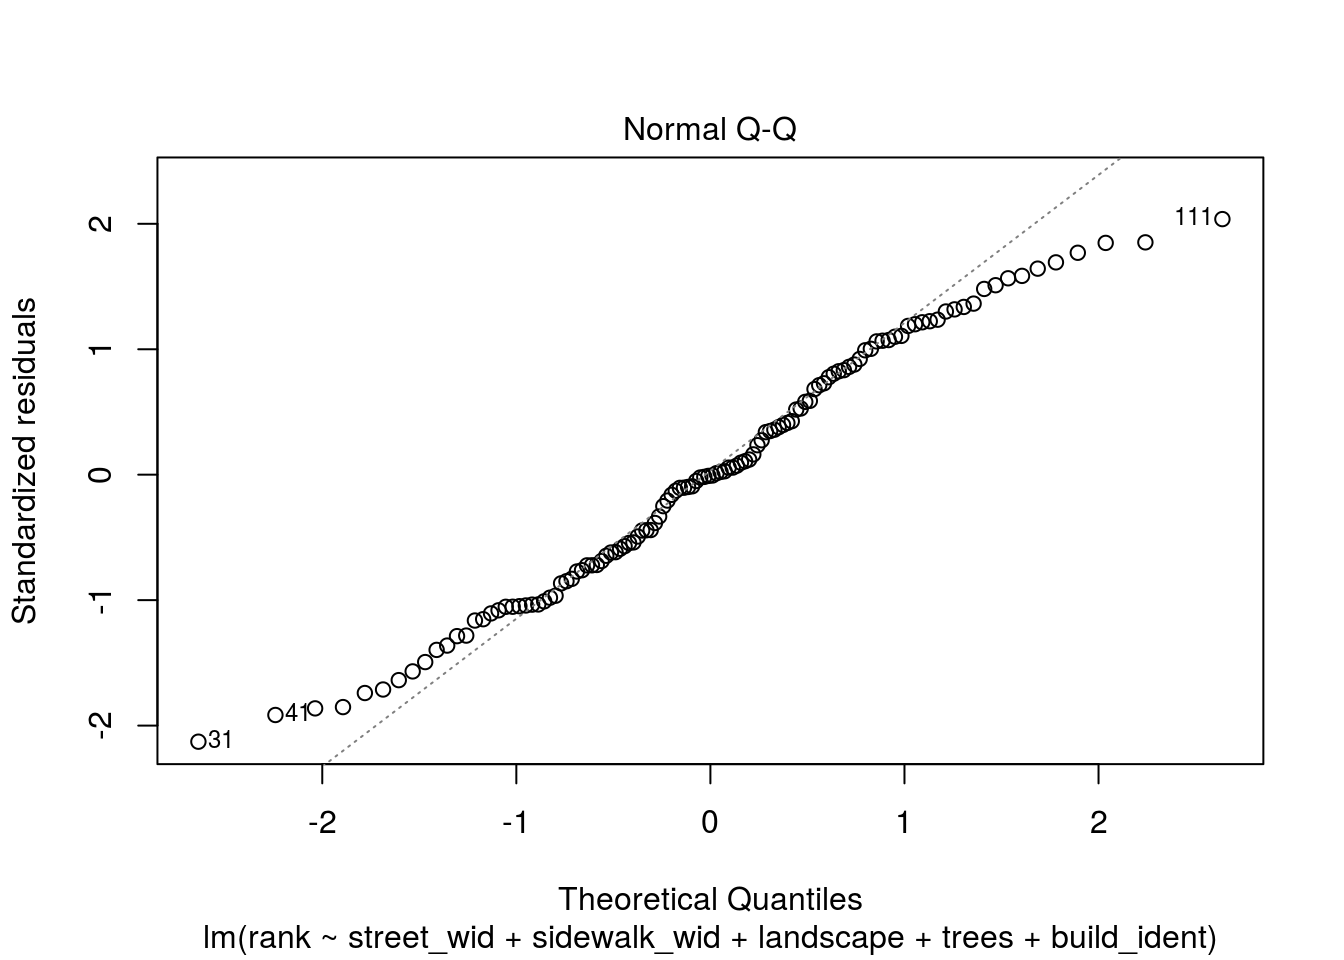 Normal Q-Q
2
1
0
-1
-2
Standardized residuals
111
41
31
-2 -1 0 1 2
Theoretical Quantiles
lm(rank ~ street_wid + sidewalk_wid + landscape + trees + build_ident)